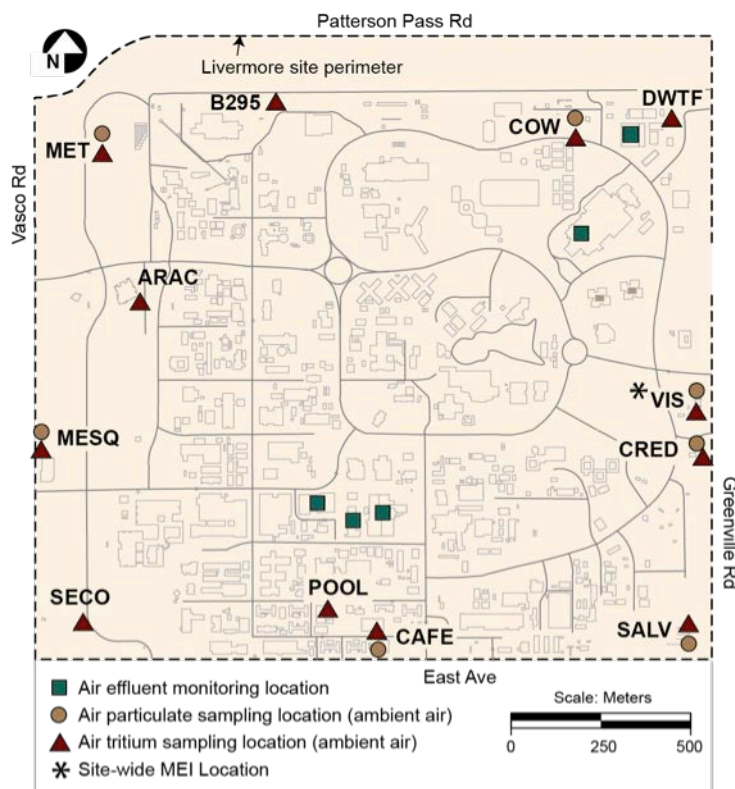 Patterson Pass Rd
N
Livermore site perimeter
B295
DWTF
COW
MET
Vasco Rd
ARAC
VIS
MESQ
CRED
Greenville Rd
SECO
POOL
CAFE
SALV
East Ave
Air effluent monitoring location
Air particulate sampling location (ambient air)
Air tritium sampling location (ambient air)
Site-wide MEI Location
Scale: Meters
0 250 500